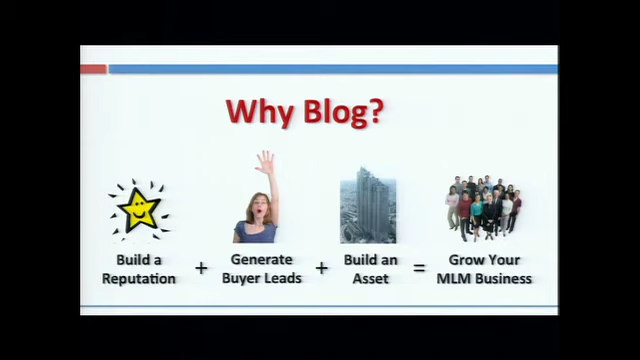 Why Blog?
Build a
Reputation
+
Generate
Buyer Leads
+
Build an
Asset
=
Grow Your
MLM Business